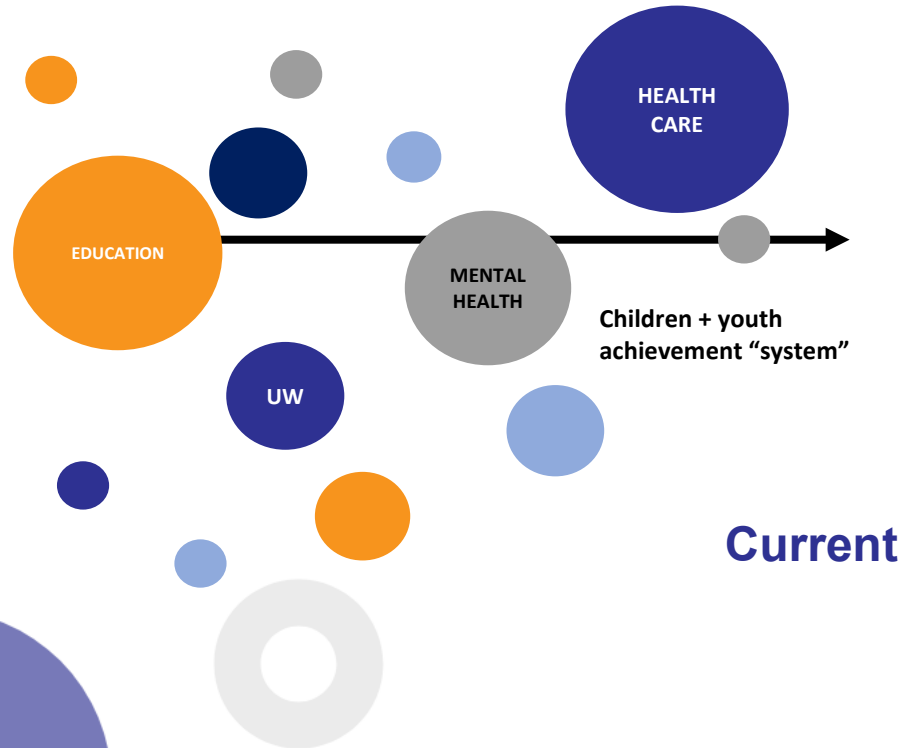 HEALTH
CARE
EDUCATION
MENTAL
HEALTH
Children + youth
achievement “system”
UW
Current